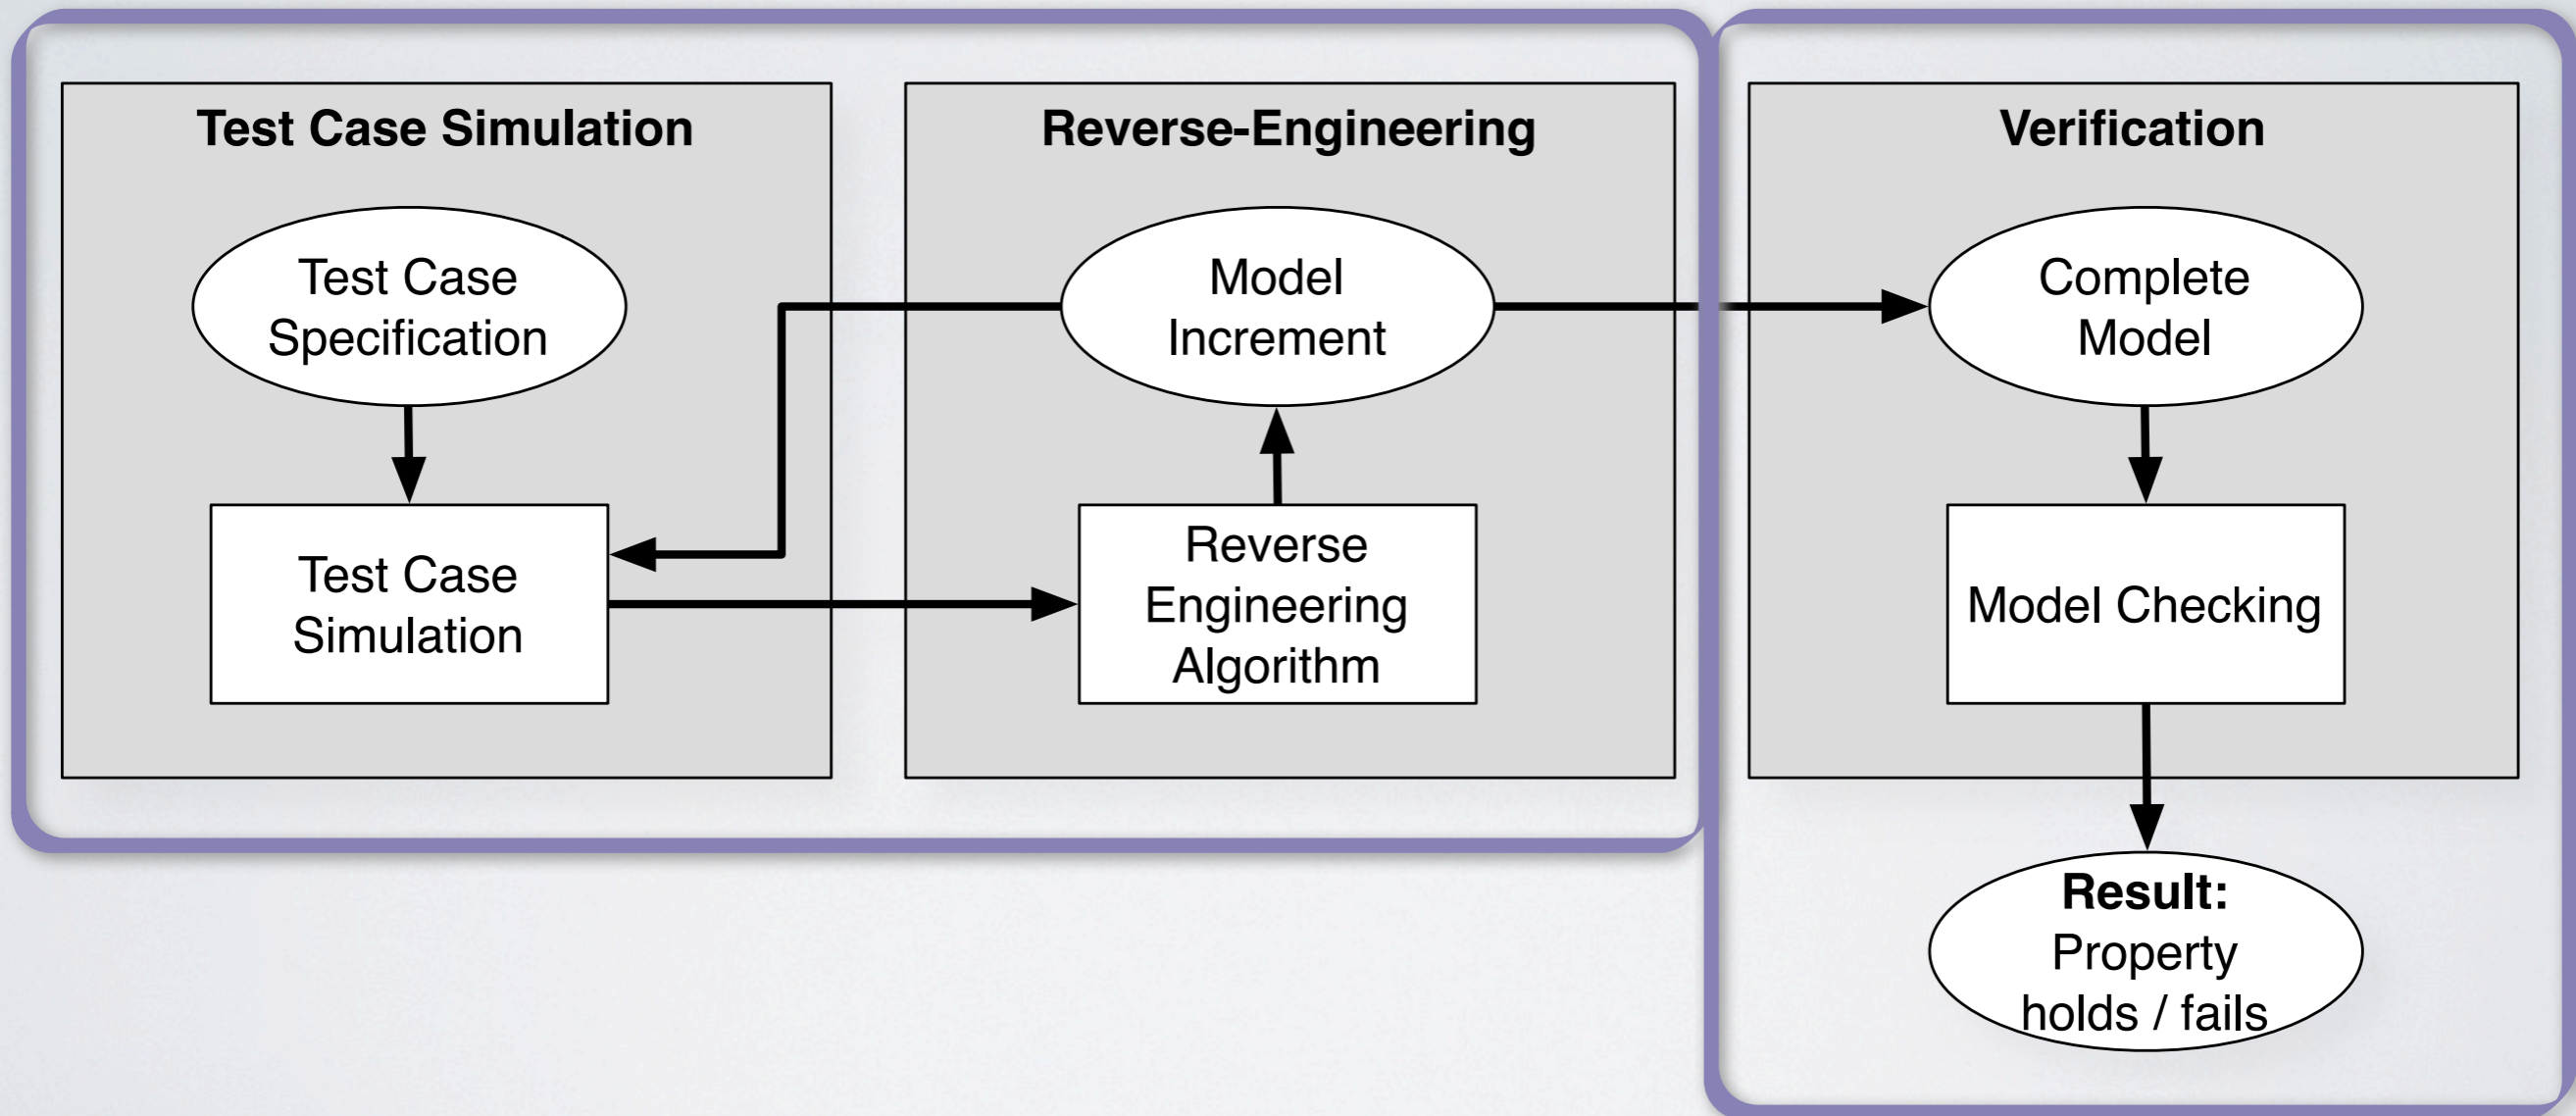 Test Case Simulation
Test Case
Specification
Test Case
Simulation
Reverse-Engineering
Model
Increment
Reverse
Engineering
Algorithm
Verification
Complete
Model
Model Checking
Result:
Property
holds / fails